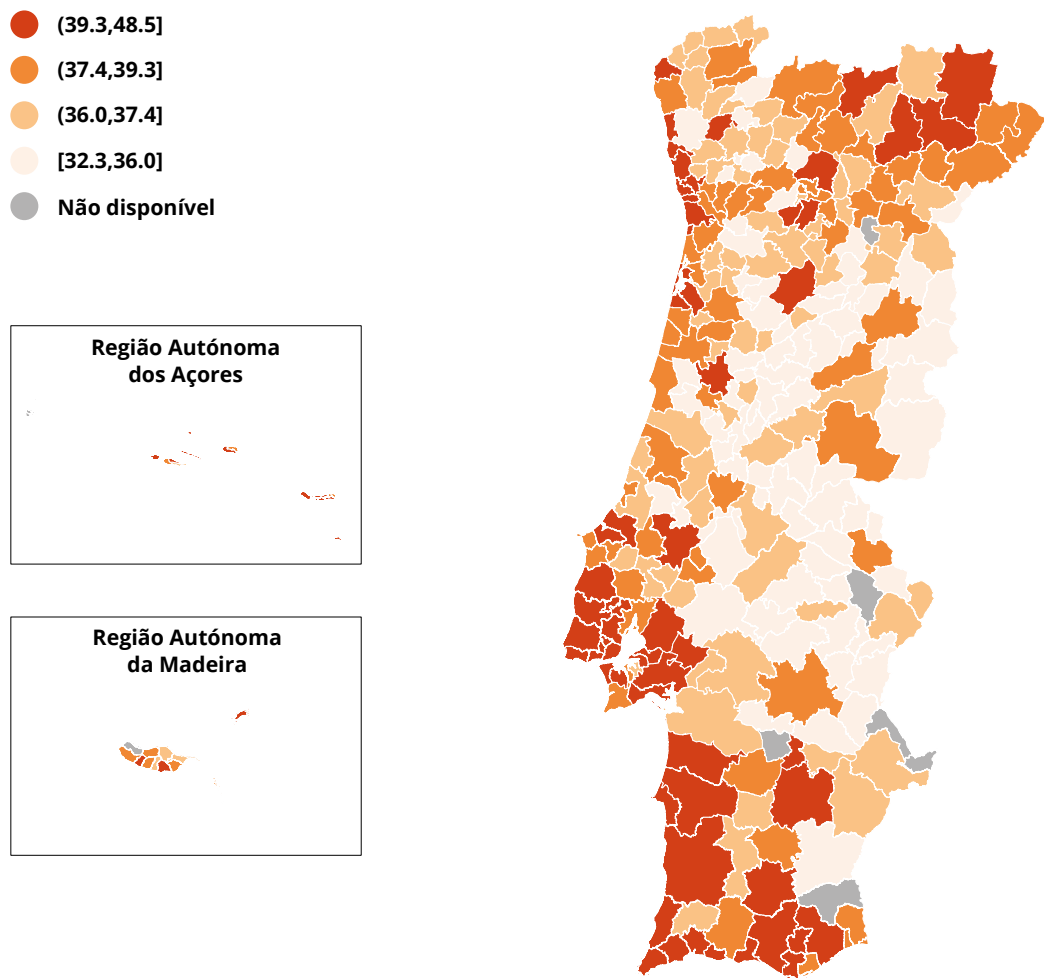 (39.3,48.5]
(37.4,39.3]
(36.0,37.4]
[32.3,36.0]
Não disponível
Região Autónoma
dos Açores
Região Autónoma
da Madeira